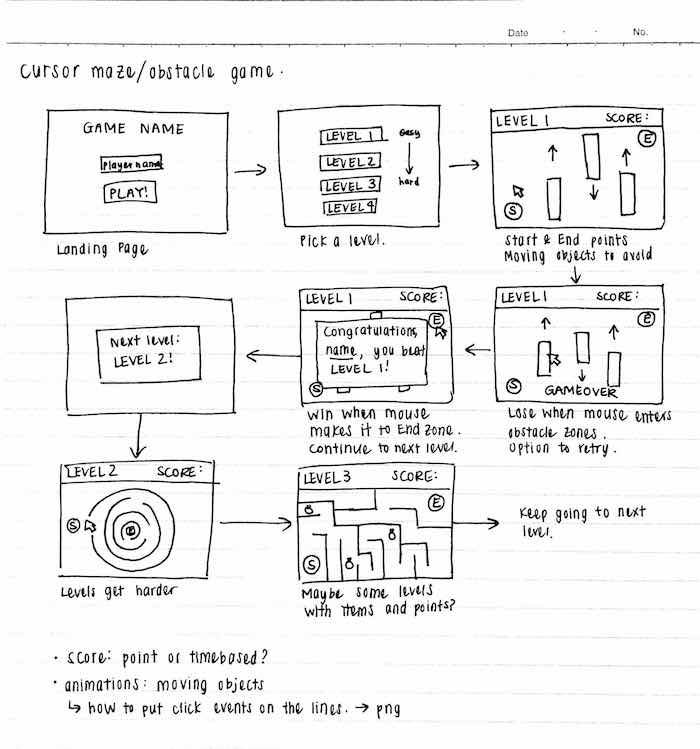 Date
No.
Cursor maze/obstacle game.
GAME NAME
Player name
PLAY!
Landing Page
LEVEL 1
LEVEL 2
LEVEL 3
LEVEL 4
easy
hard
Pick a level.
LEVEL 1 SCORE:
E
S
Start & End points
Moving objects to avoid
LEVEL 1 SCORE:
E
S
GAMEOVER
Lose when mouse enters
obstacle zones.
Option to retry.
LEVEL 1 SCORE:
E
Congratulations,
name, you beat
LEVEL 1!
S
Win when mouse
makes it to End zone.
Continue to next level.
Next level:
LEVEL 2!
LEVEL 2 SCORE:
S
E
Levels get harder
LEVEL 3 SCORE:
E
S
Maybe some levels
with items and points?
Keep going to next
level.
· score: point or timebased?
· animations: moving objects
↳ how to put click events on the lines. → png